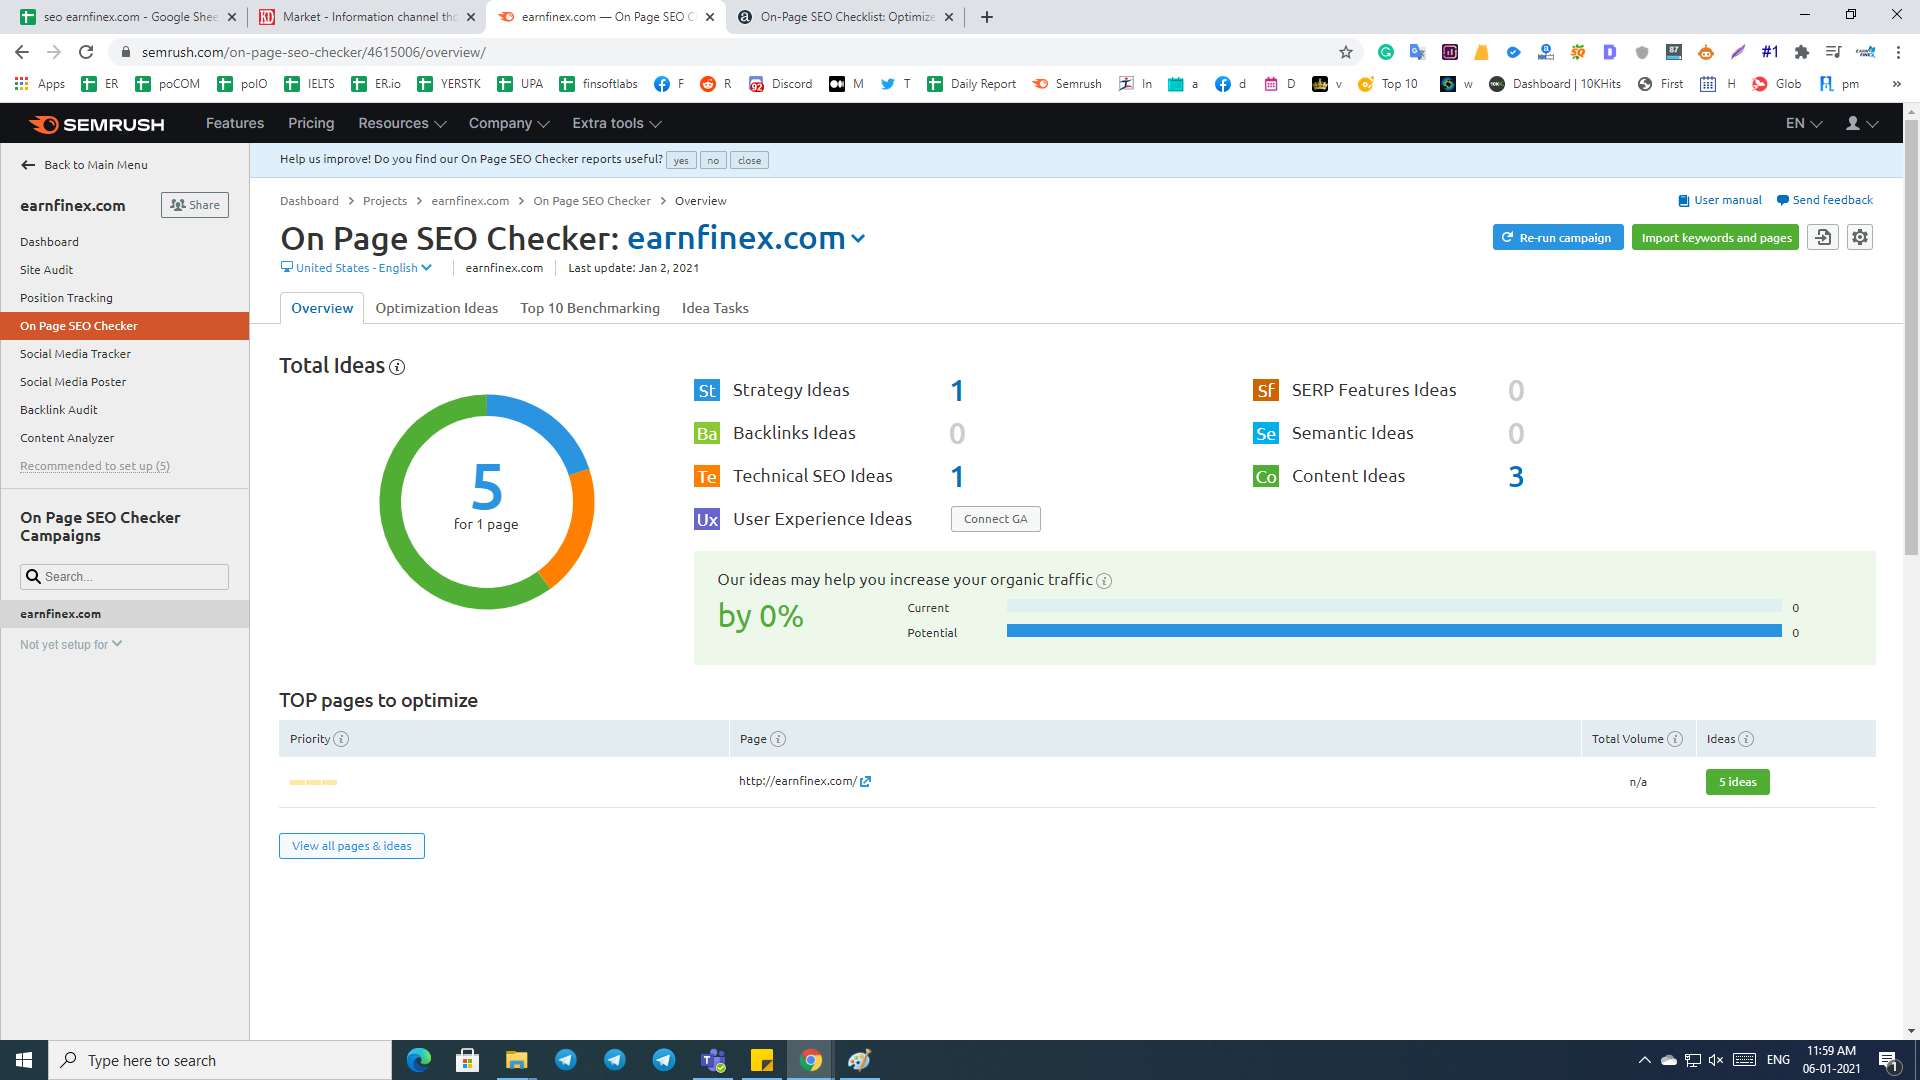 seo earnfinex.com - Google Shee
Market - Information channel tho
earnfinex.com — On Page SEO C
On-Page SEO Checklist: Optimize
semrush.com/on-page-seo-checker/4615006/overview/
87
#1
Apps
ER
poCOM
polO
IELTS
ER.io
YERSTK
UPA
finsoftlabs
F
R
Discord
M
T
Daily Report
Semrush
In
a
d
D
v
Top 10
w
Dashboard | 10KHits
First
H
Glob
pm
»
SEMRUSH
Features
Pricing
Resources
Company
Extra tools
EN
Back to Main Menu
earnfinex.com
Share
Dashboard
Site Audit
Position Tracking
On Page SEO Checker
Social Media Tracker
Social Media Poster
Backlink Audit
Content Analyzer
Recommended to set up (5)
On Page SEO Checker
Campaigns
Search...
earnfinex.com
Not yet setup for
Help us improve! Do you find our On Page SEO Checker reports useful? yes no close
Dashboard > Projects > earnfinex.com > On Page SEO Checker > Overview
User manual
Send feedback
On Page SEO Checker: earnfinex.com
Re-run campaign
Import keywords and pages
United States - English
earnfinex.com
Last update: Jan 2, 2021
Overview
Optimization Ideas
Top 10 Benchmarking
Idea Tasks
Total Ideas
5
for 1 page
St Strategy Ideas 1
Ba Backlinks Ideas 0
Te Technical SEO Ideas 1
Ux User Experience Ideas Connect GA
Sf SERP Features Ideas 0
Se Semantic Ideas 0
Co Content Ideas 3
Our ideas may help you increase your organic traffic
by 0%
Current 0
Potential 0
TOP pages to optimize
Priority
Page
Total Volume
Ideas
http://earnfinex.com/
n/a
5 ideas
View all pages & ideas
Type here to search
ENG
11:59 AM
06-01-2021
1